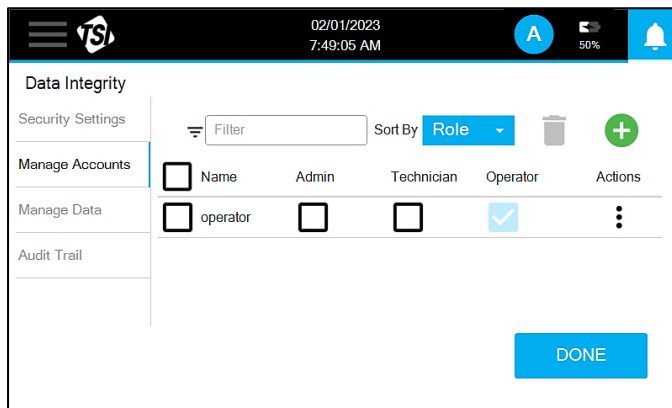 TSI
02/01/2023
7:49:05 AM
A
50%
Data Integrity
Security Settings
Manage Accounts
Manage Data
Audit Trail
Filter
Sort By Role
Name Admin Technician Operator Actions
operator
DONE